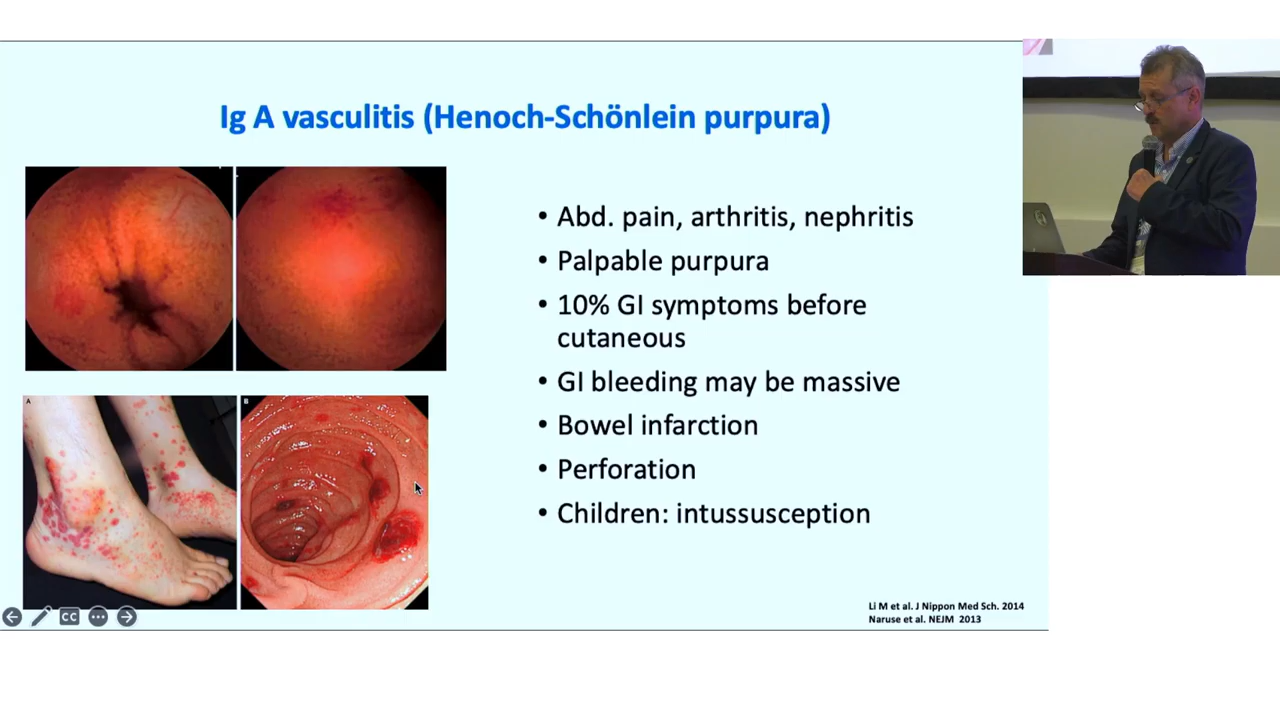 Ig A vasculitis (Henoch-Schönlein purpura)
• Abd. pain, arthritis, nephritis
• Palpable purpura
• 10% GI symptoms before
cutaneous
• GI bleeding may be massive
• Bowel infarction
• Perforation
• Children: intussusception
A
B
CC
Li M et al. J Nippon Med Sch. 2014
Naruse et al. NEJM 2013